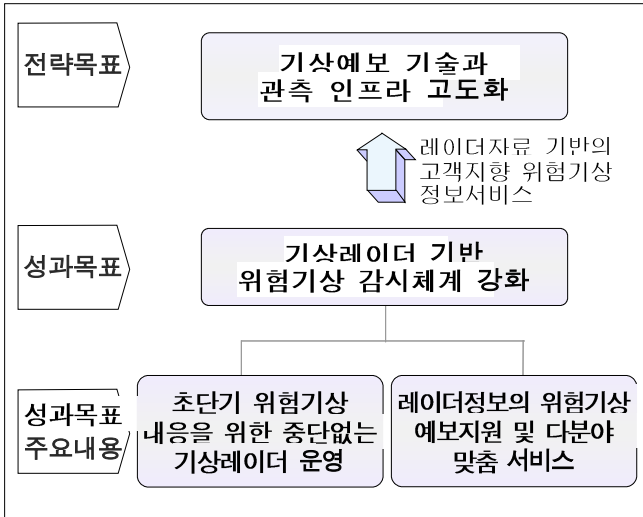 전략목표
기상예보 기술과
관측 인프라 고도화
레이더자료 기반의
고객지향 위험기상
정보서비스
성과목표
기상레이더 기반
위험기상 감시체계 강화
성과목표
주요내용
초단기 위험기상
대응을 위한 중단없는
기상레이더 운영
레이더정보의 위험기상
예보지원 및 다분야
맞춤 서비스